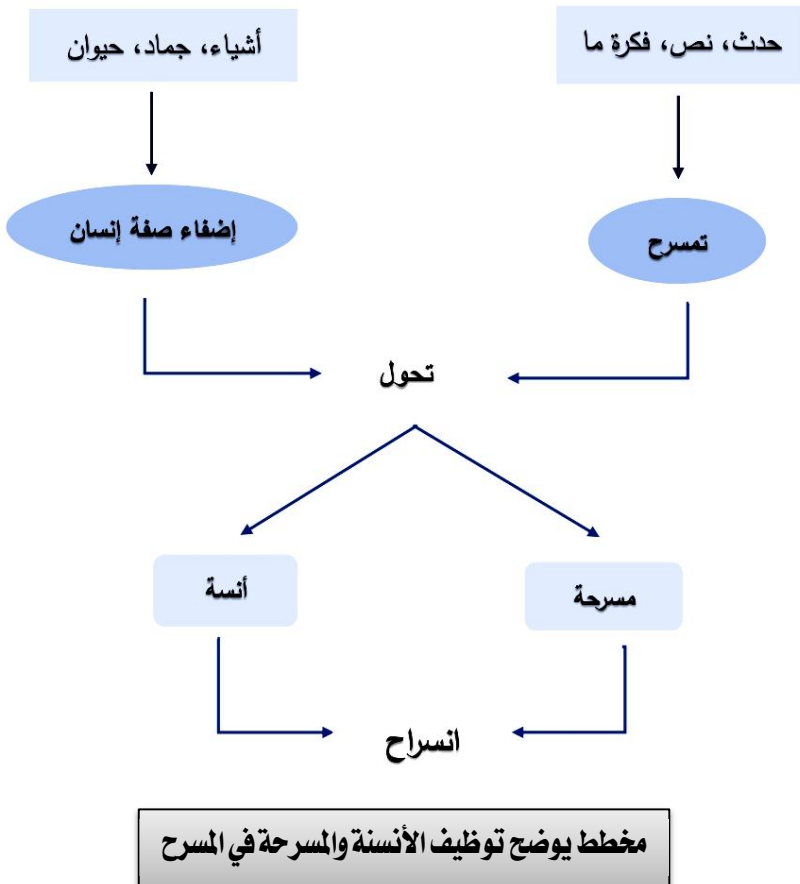 حدث، نص، فكرة ما
أشياء، جماد، حيوان
تمسرح
إضفاء صفة إنسان
تحول
مسرحة
أنسة
انسراح
مخطط يوضح توظيف الأنسنة والمسرحة في المسرح